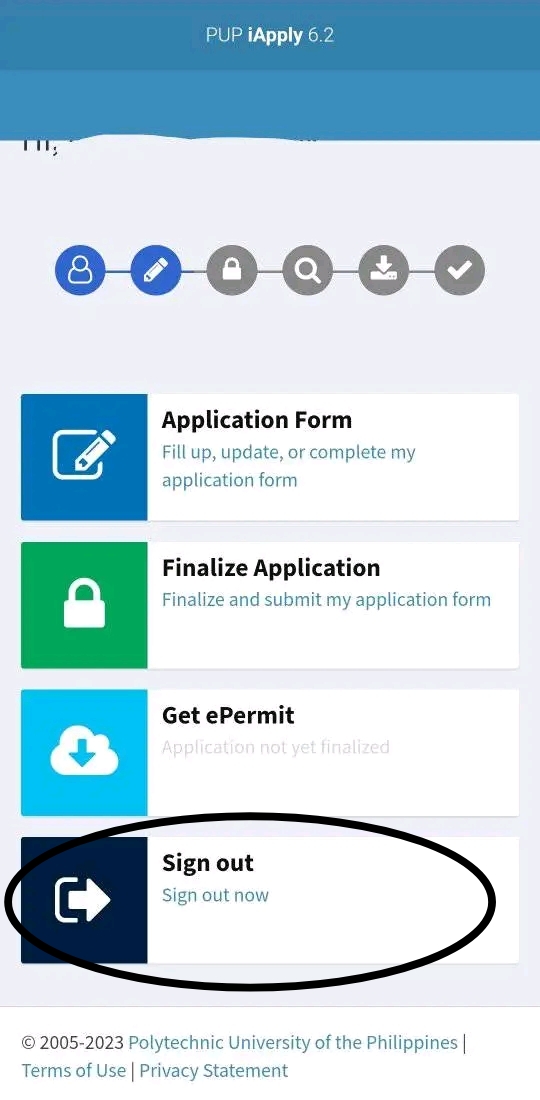 PUP iApply 6.2
Application Form
Fill up, update, or complete my
application form
Finalize Application
Finalize and submit my application form
Get ePermit
Application not yet finalized
Sign out
Sign out now
© 2005-2023 Polytechnic University of the Philippines |
Terms of Use | Privacy Statement